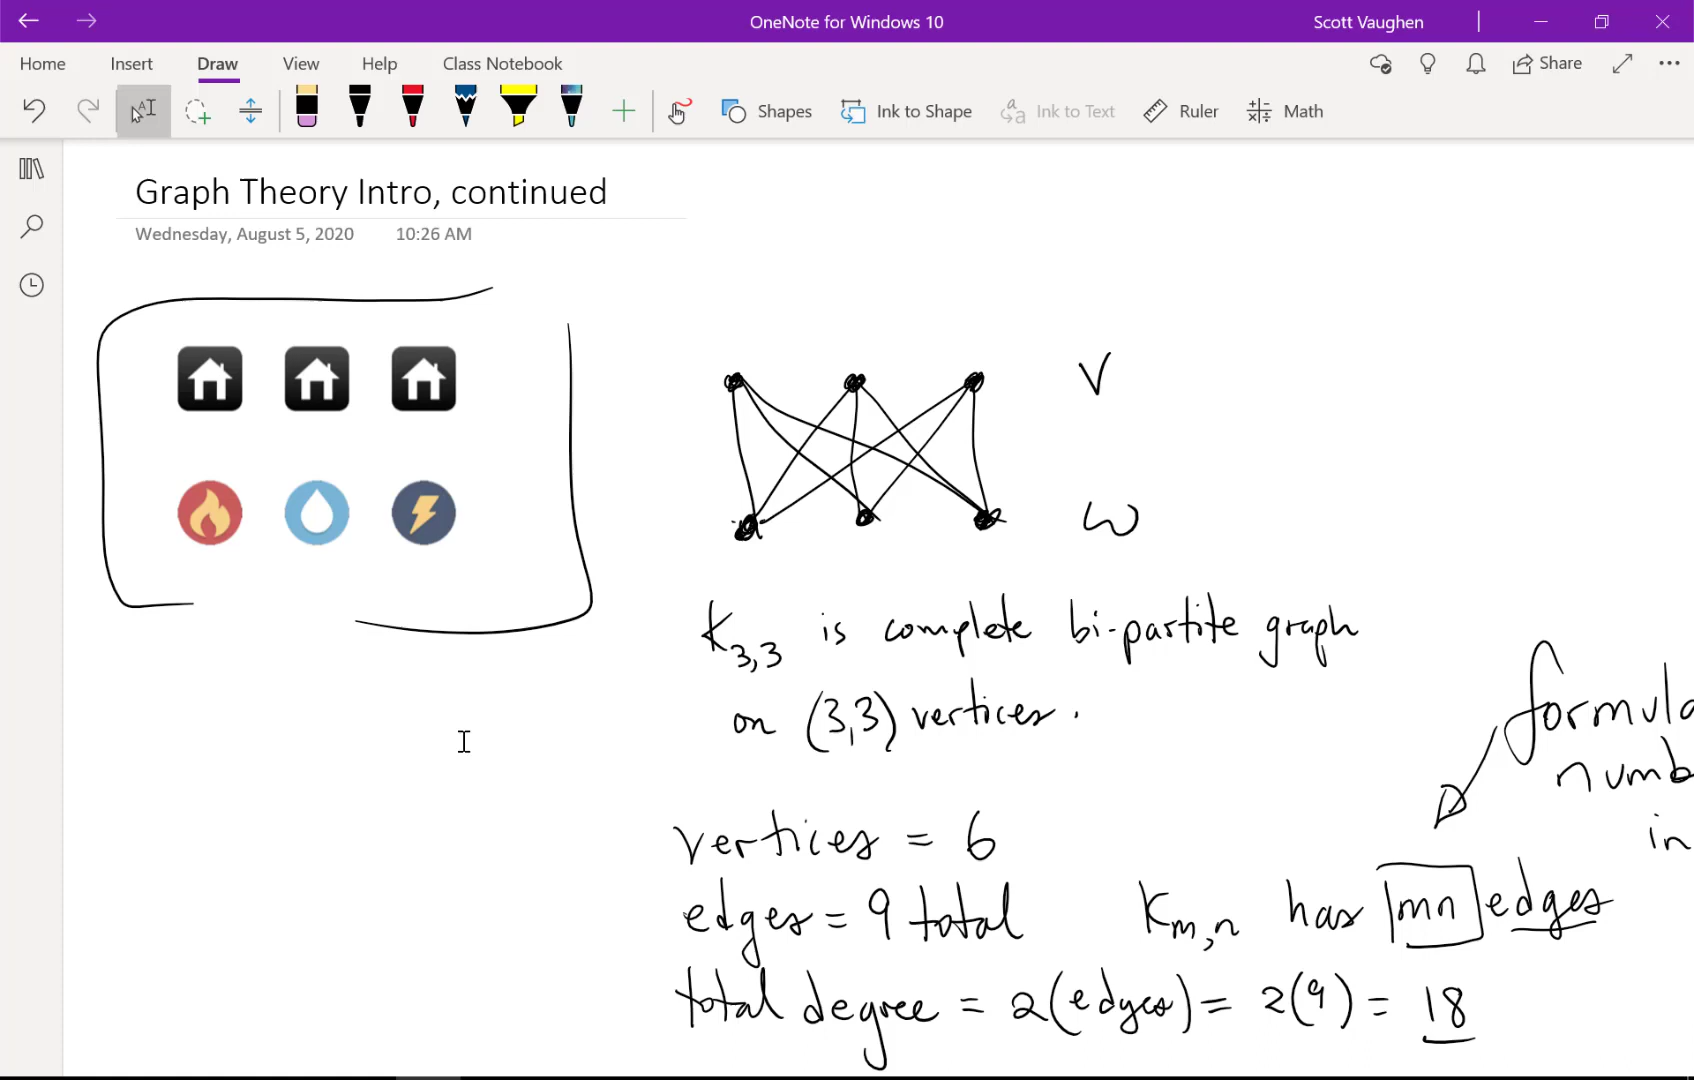 OneNote for Windows 10
Scott Vaughen
Home Insert Draw View Help Class Notebook
Share
Shapes Ink to Shape Ink to Text Ruler Math
Graph Theory Intro, continued
Wednesday, August 5, 2020 10:26 AM
V
W
K3,3 is complete bi-partite graph
on (3,3) vertices.
formula
numb
in
vertices = 6
edges = 9 total
Km,n has mn edges
total degree = 2(edges) = 2(9) = 18